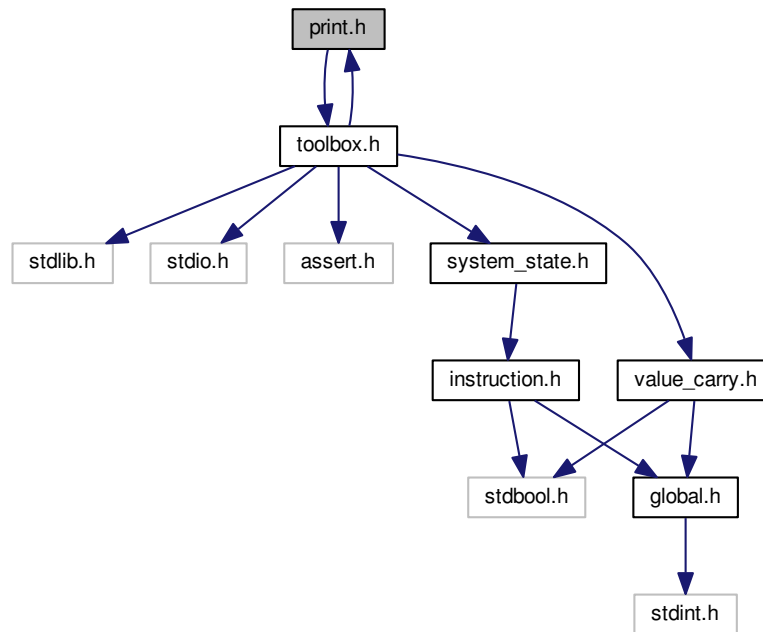 print.h
toolbox.h
stdlib.h
stdio.h
assert.h
system_state.h
instruction.h
value_carry.h
stdbool.h
global.h
stdint.h